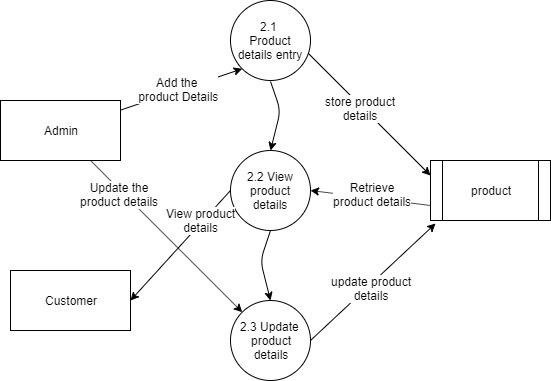 2.1
Product
details entry
Add the
product Details
store product
details
Admin
Update the
product details
2.2 View
product
details
Retrieve
product details
product
View product
details
Customer
update product
details
2.3 Update
product
details